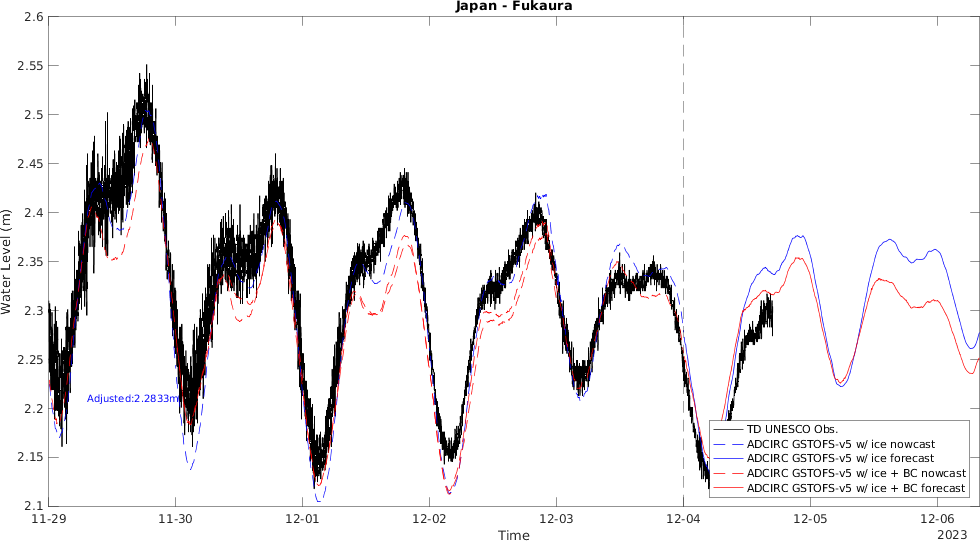 Japan - Fukaura
2.6
2.55
2.5
2.45
2.4
2.35
2.3
2.25
2.2
2.15
2.1
Water Level (m)
Adjusted:2.2833m
TD UNESCO Obs.
ADCIRC GSTOFS-v5 w/ ice nowcast
ADCIRC GSTOFS-v5 w/ ice forecast
ADCIRC GSTOFS-v5 w/ ice + BC nowcast
ADCIRC GSTOFS-v5 w/ ice + BC forecast
11-29 11-30 12-01 12-02 12-03 12-04 12-05 12-06
Time
2023